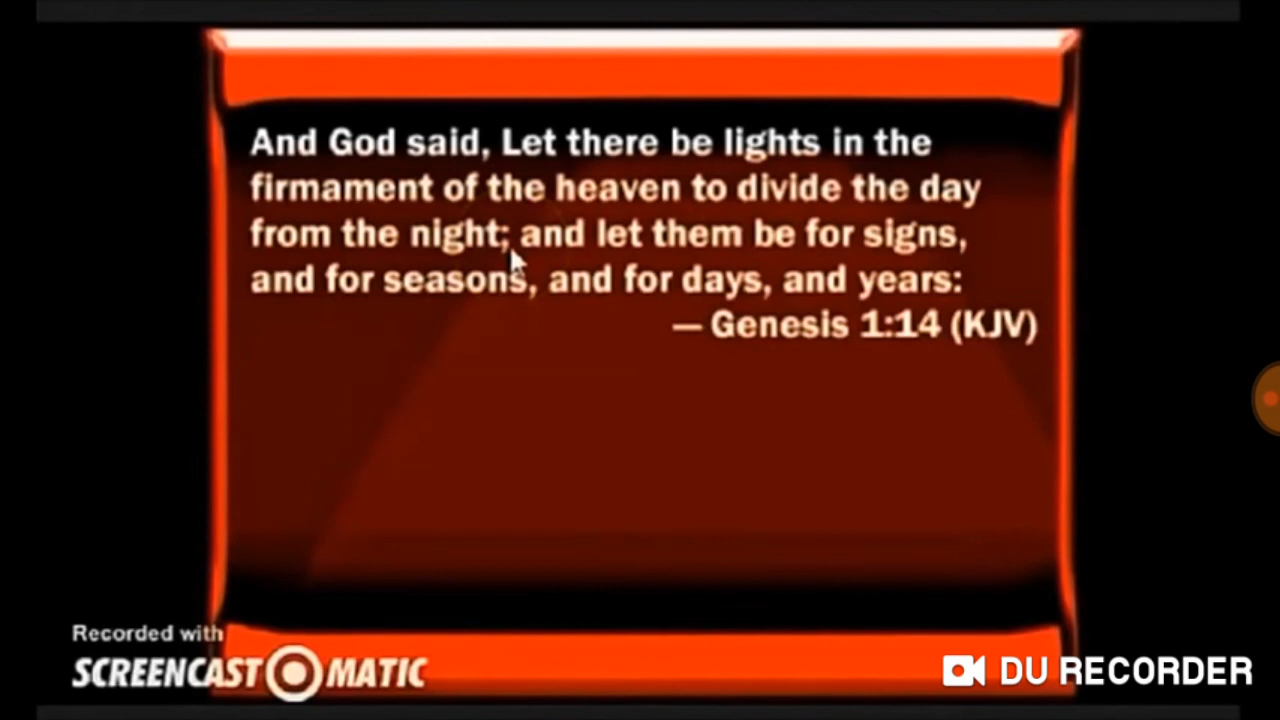 And God said, Let there be lights in the
firmament of the heaven to divide the day
from the night; and let them be for signs,
and for seasons, and for days, and years:
— Genesis 1:14 (KJV)
Recorded with
SCREENCAST MATIC
DU RECORDER